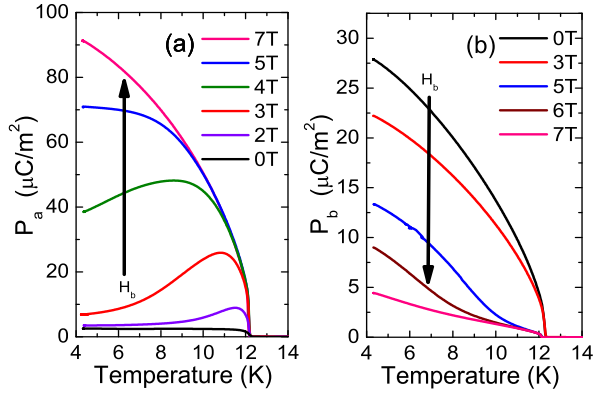 (a)
7T
5T
4T
3T
2T
0T
H_b
P_a (μC/m²)
100
80
60
40
20
0
4 6 8 10 12 14
Temperature (K)
(b)
0T
3T
5T
6T
7T
H_b
P_b (μC/m²)
30
25
20
15
10
5
0
4 6 8 10 12 14
Temperature (K)